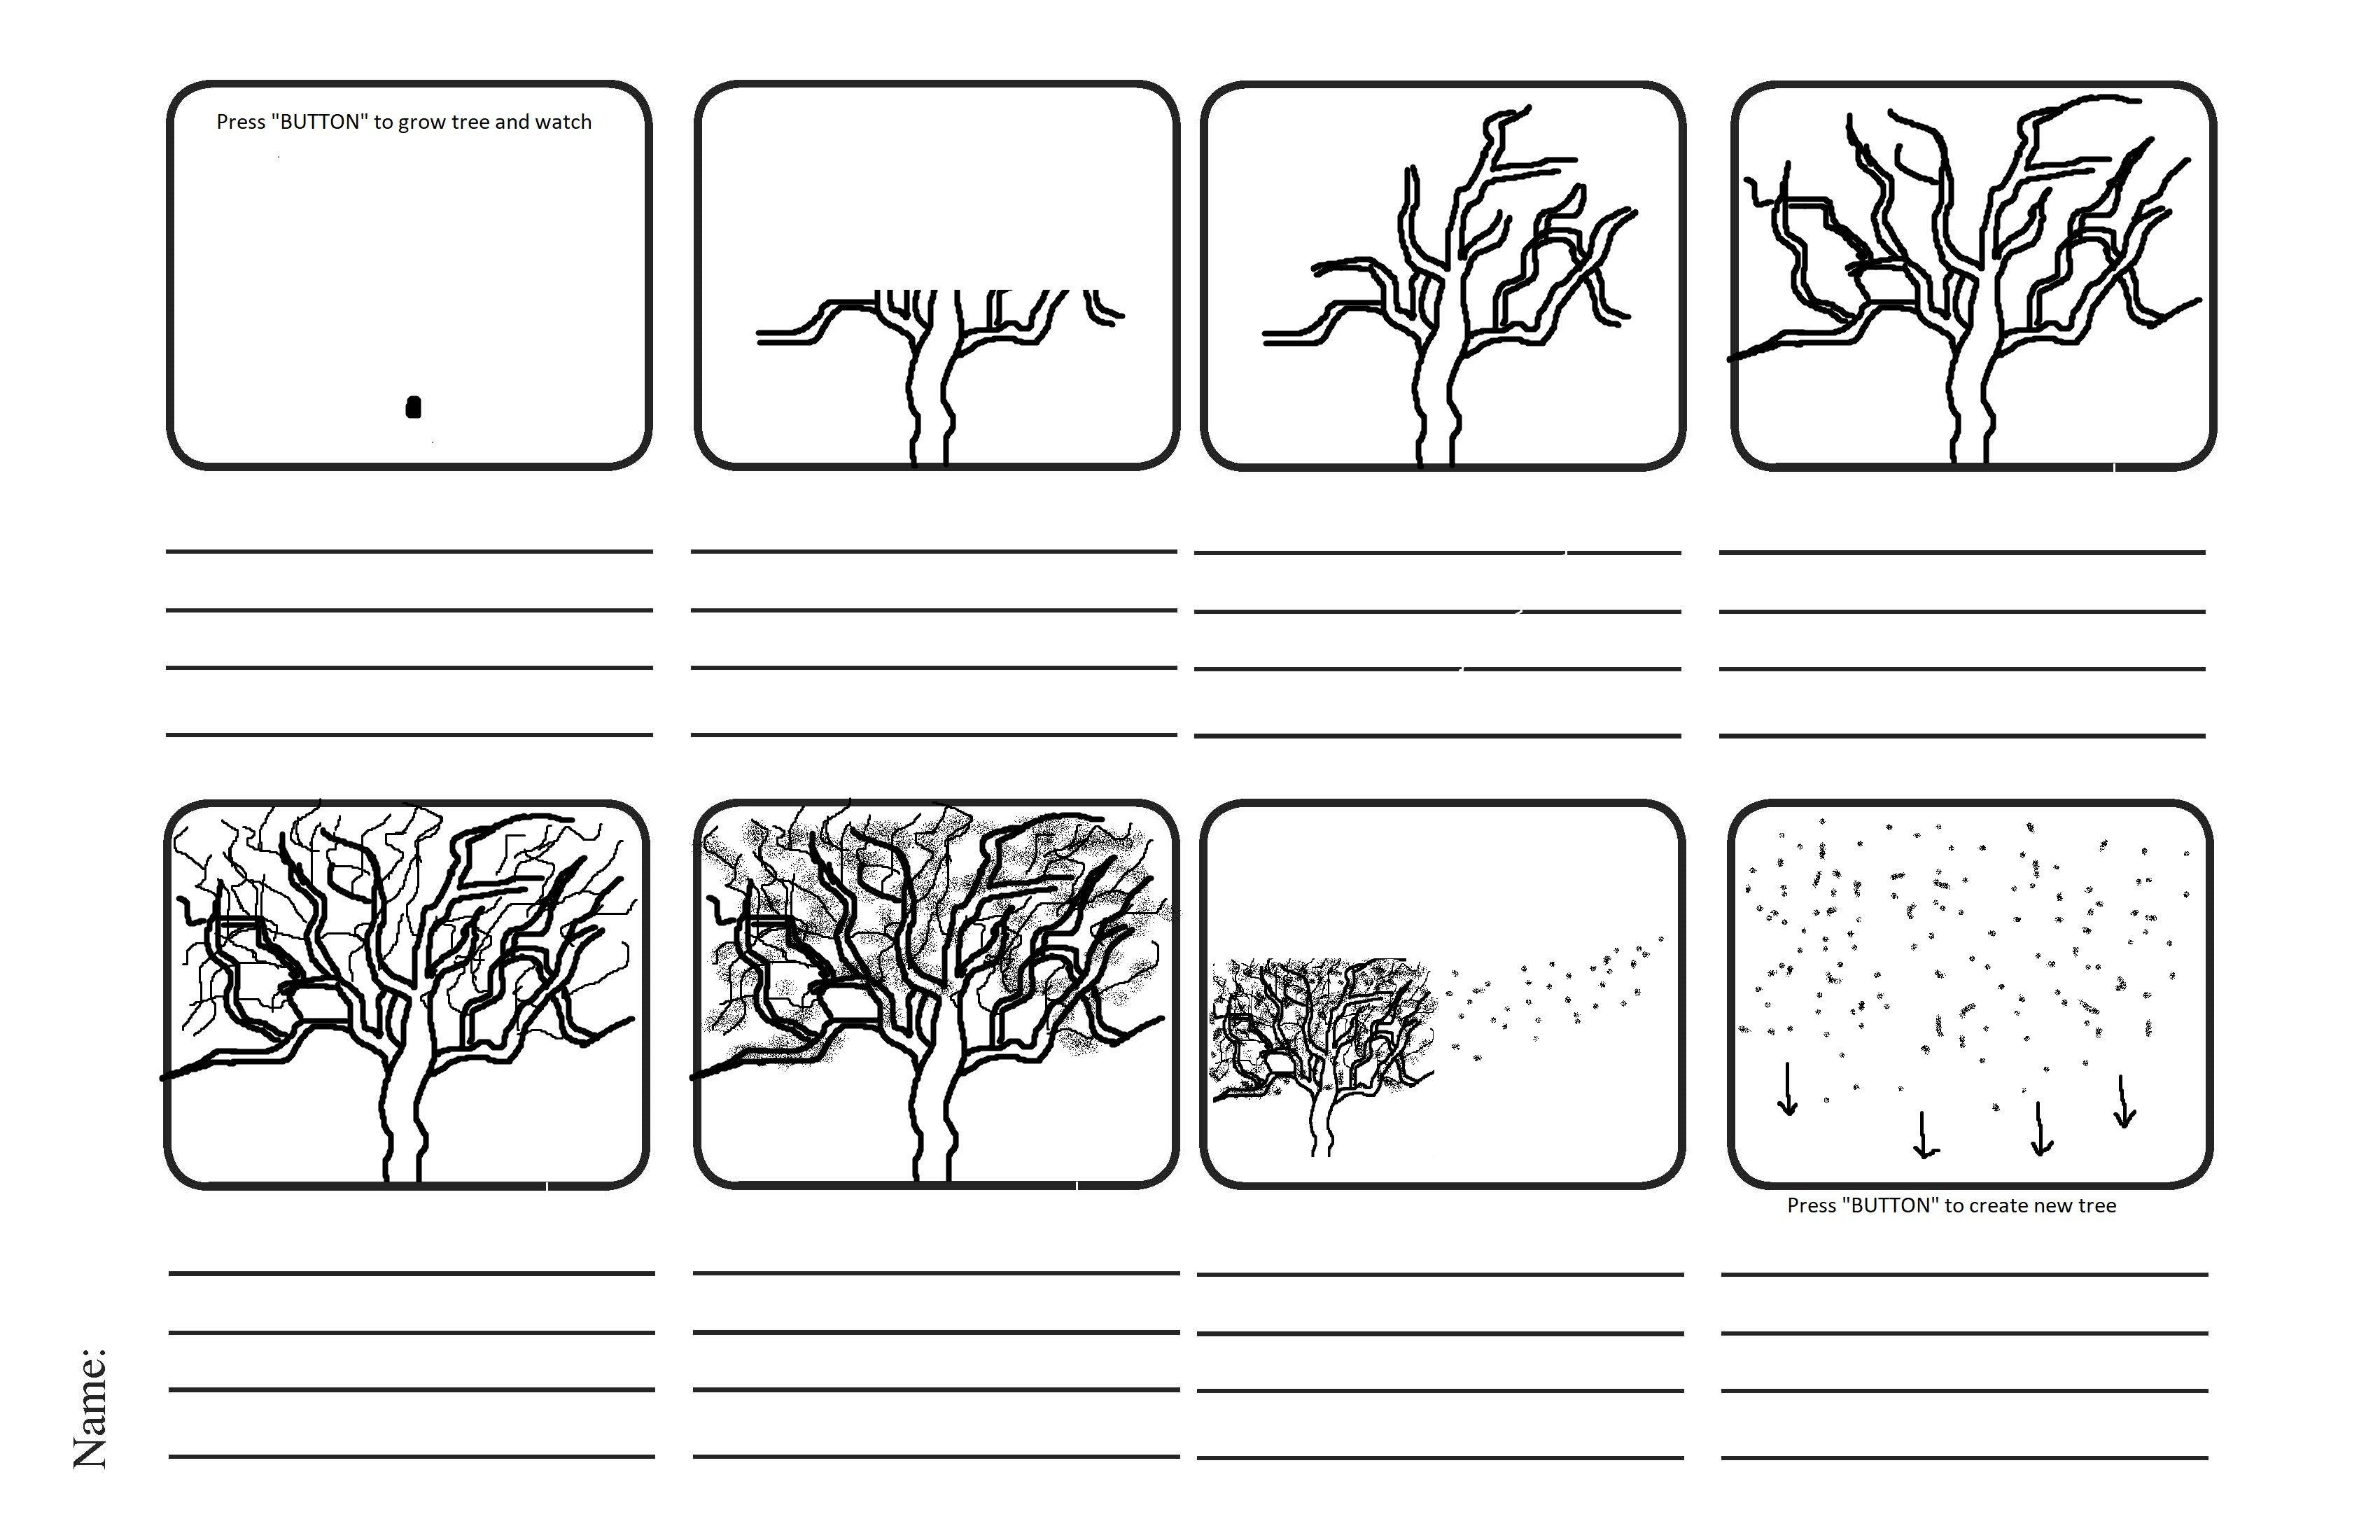 Press "BUTTON" to grow tree and watch
Press "BUTTON" to create new tree
Name: